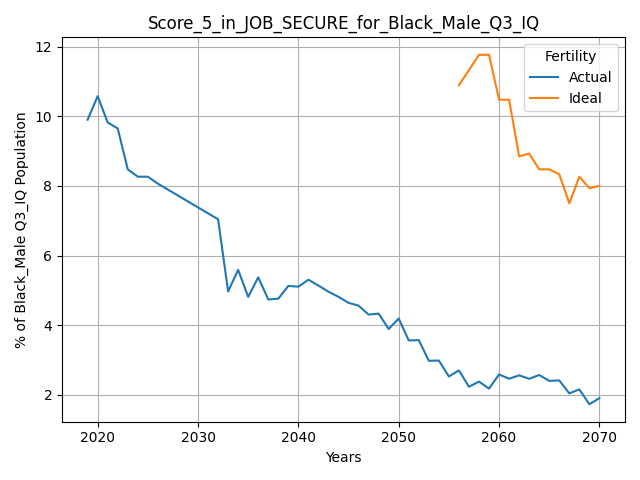 Score_5_in_JOB_SECURE_for_Black_Male_Q3_IQ
Fertility
Actual
Ideal
% of Black_Male Q3_IQ Population
12
10
8
6
4
2
2020 2030 2040 2050 2060 2070
Years